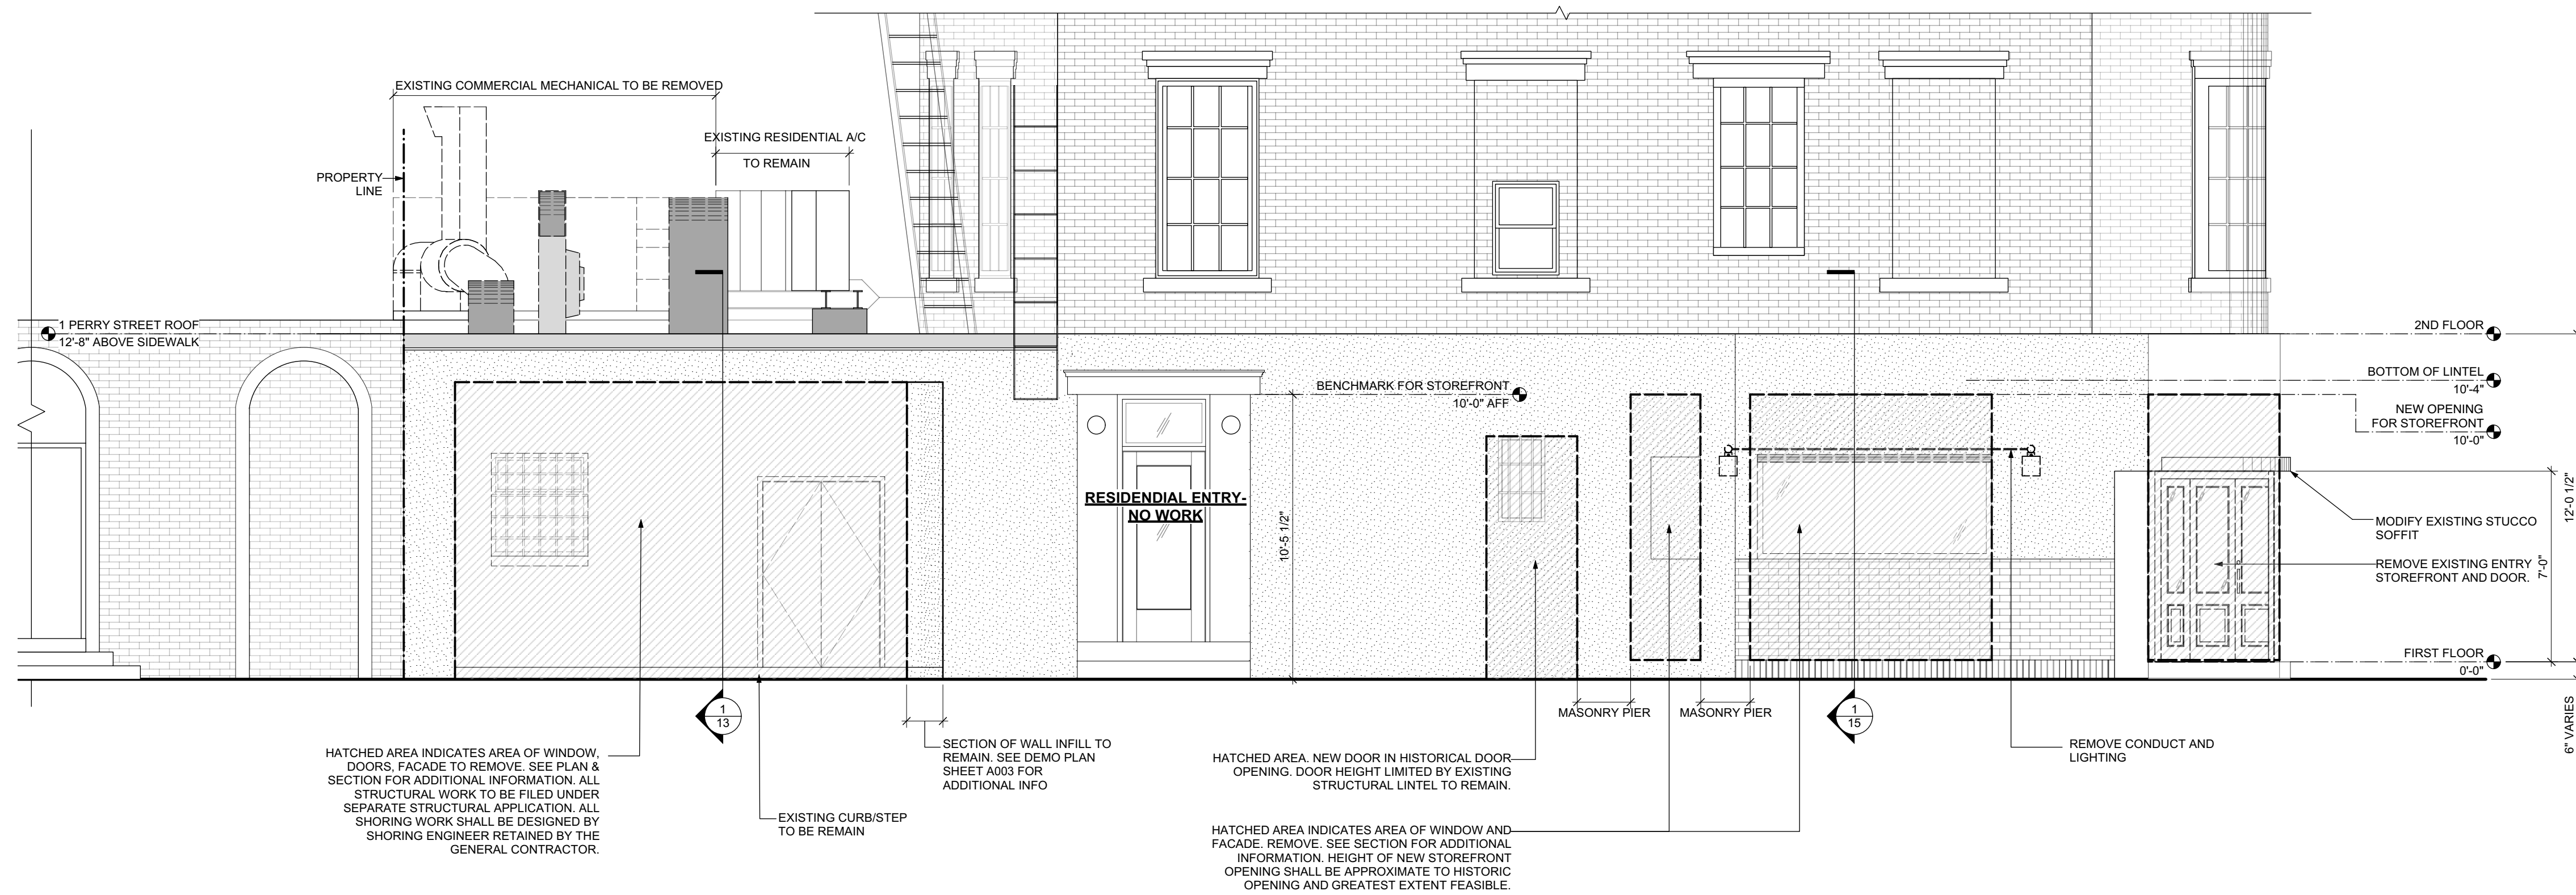 EXISTING COMMERCIAL MECHANICAL TO BE REMOVED
EXISTING RESIDENTIAL A/C
TO REMAIN
PROPERTY
LINE
1 PERRY STREET ROOF
12'-8" ABOVE SIDEWALK
2ND FLOOR
BOTTOM OF LINTEL
10'-4"
NEW OPENING
FOR STOREFRONT
10'-0"
BENCHMARK FOR STOREFRONT
10'-0" AFF
RESIDENDIAL ENTRY-
NO WORK
10'-5 1/2"
12'-0 1/2"
7'-0"
MODIFY EXISTING STUCCO
SOFFIT
REMOVE EXISTING ENTRY
STOREFRONT AND DOOR.
FIRST FLOOR
0'-0"
6" VARIES
1
13
MASONRY PIER
MASONRY PIER
1
15
HATCHED AREA INDICATES AREA OF WINDOW,
DOORS, FACADE TO REMOVE. SEE PLAN &
SECTION FOR ADDITIONAL INFORMATION. ALL
STRUCTURAL WORK TO BE FILED UNDER
SEPARATE STRUCTURAL APPLICATION. ALL
SHORING WORK SHALL BE DESIGNED BY
SHORING ENGINEER RETAINED BY THE
GENERAL CONTRACTOR.
EXISTING CURB/STEP
TO BE REMAIN
SECTION OF WALL INFILL TO
REMAIN. SEE DEMO PLAN
SHEET A003 FOR
ADDITIONAL INFO
HATCHED AREA. NEW DOOR IN HISTORICAL DOOR
OPENING. DOOR HEIGHT LIMITED BY EXISTING
STRUCTURAL LINTEL TO REMAIN.
HATCHED AREA INDICATES AREA OF WINDOW AND
FACADE. REMOVE. SEE SECTION FOR ADDITIONAL
INFORMATION. HEIGHT OF NEW STOREFRONT
OPENING SHALL BE APPROXIMATE TO HISTORIC
OPENING AND GREATEST EXTENT FEASIBLE.
REMOVE CONDUCT AND
LIGHTING